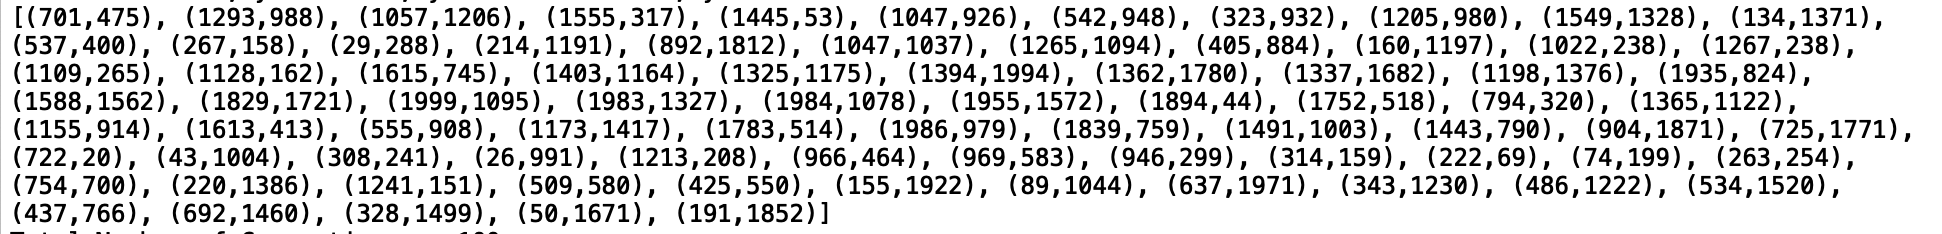 [(701,475), (1293,988), (1057,1206), (1555,317), (1445,53), (1047,926), (542,948), (323,932), (1205,980), (1549,1328), (134,1371),
(537,400), (267,158), (29,288), (214,1191), (892,1812), (1047,1037), (1265,1094), (405,884), (160,1197), (1022,238), (1267,238),
(1109,265), (1128,162), (1615,745), (1403,1164), (1325,1175), (1394,1994), (1362,1780), (1337,1682), (1198,1376), (1935,824),
(1588,1562), (1829,1721), (1999,1095), (1983,1327), (1984,1078), (1955,1572), (1894,44), (1752,518), (794,320), (1365,1122),
(1155,914), (1613,413), (555,908), (1173,1417), (1783,514), (1986,979), (1839,759), (1491,1003), (1443,790), (904,1871), (725,1771),
(722,20), (43,1004), (308,241), (26,991), (1213,208), (966,464), (969,583), (946,299), (314,159), (222,69), (74,199), (263,254),
(754,700), (220,1386), (1241,151), (509,580), (425,550), (155,1922), (89,1044), (637,1971), (343,1230), (486,1222), (534,1520),
(437,766), (692,1460), (328,1499), (50,1671), (191,1852)]